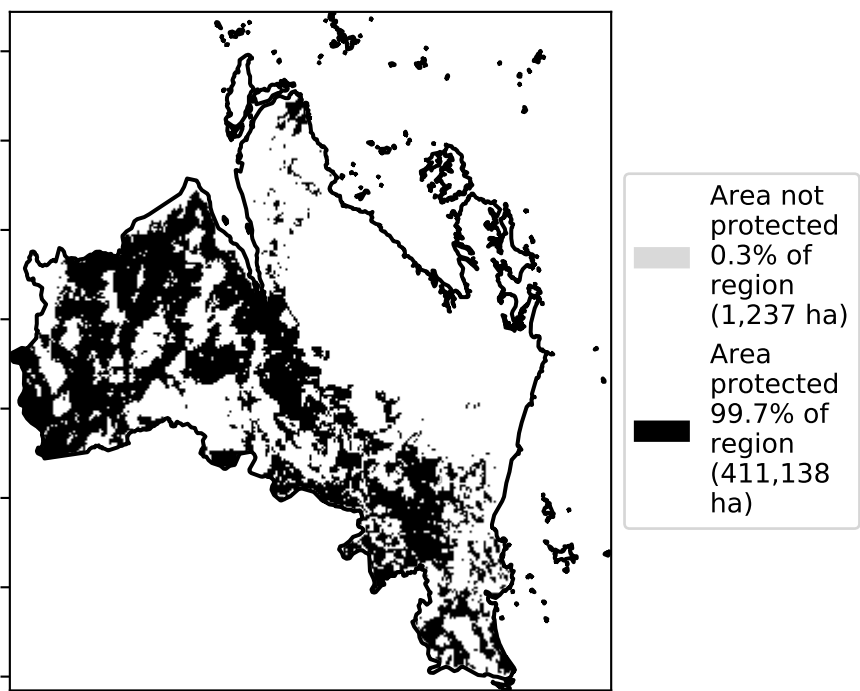 Area not
protected
0.3% of
region
(1,237 ha)
Area
protected
99.7% of
region
(411,138
ha)